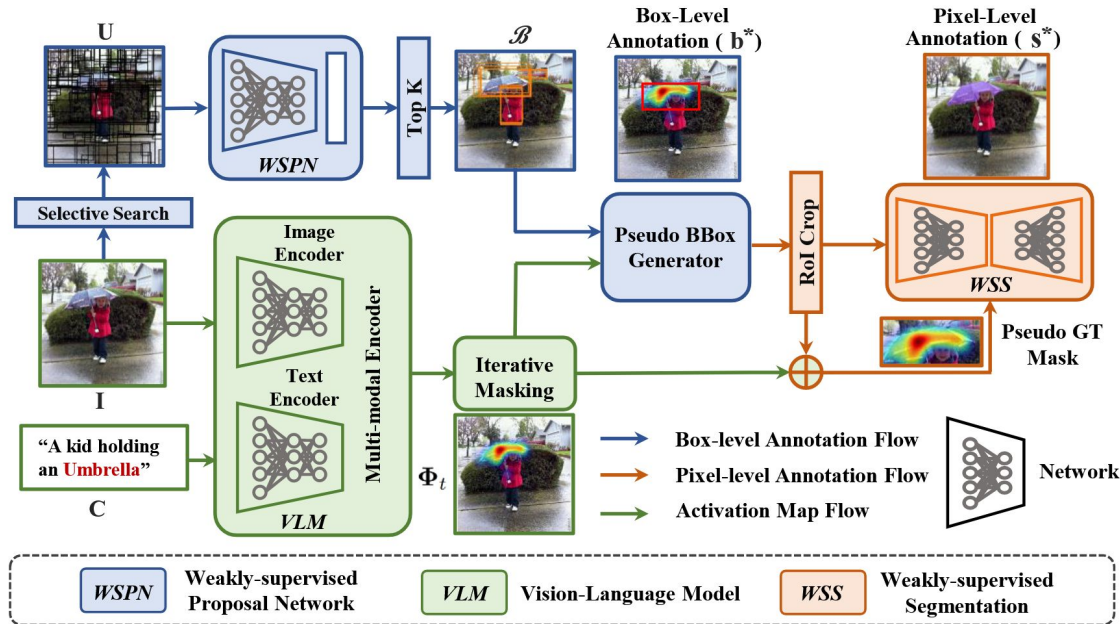 U
WSPN
Top K
ℬ
Box-Level
Annotation ( b*)
Pixel-Level
Annotation ( s*)
Selective Search
Image
Encoder
Text
Encoder
Multi-modal Encoder
VLM
Pseudo BBox
Generator
RoI Crop
WSS
Pseudo GT
Mask
Iterative
Masking
I
“A kid holding
an Umbrella”
C
Φt
Box-level Annotation Flow
Pixel-level Annotation Flow
Activation Map Flow
Network
WSPN
Weakly-supervised
Proposal Network
VLM
Vision-Language Model
WSS
Weakly-supervised
Segmentation